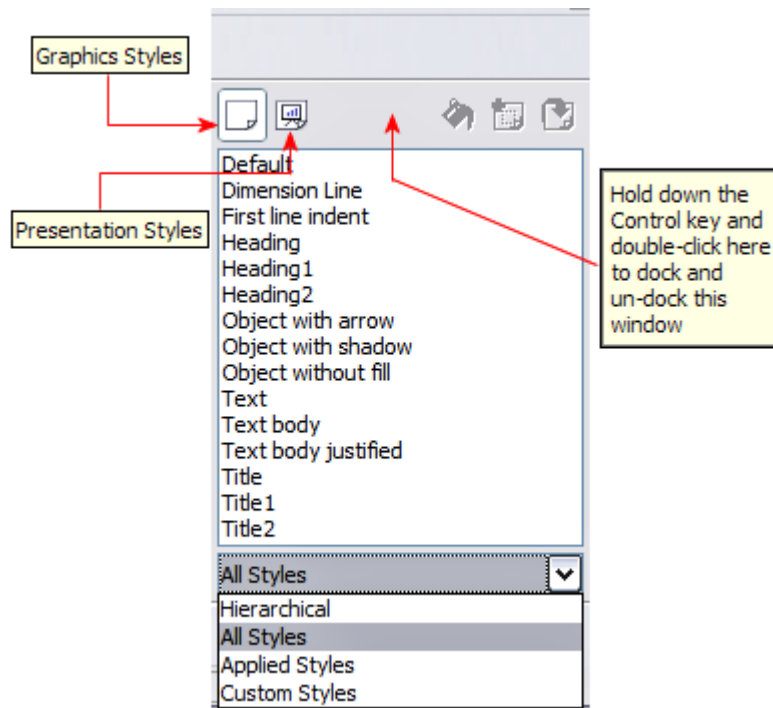 Graphics Styles
Presentation Styles
Hold down the
Control key and
double-click here
to dock and
un-dock this
window
Default
Dimension Line
First line indent
Heading
Heading1
Heading2
Object with arrow
Object with shadow
Object without fill
Text
Text body
Text body justified
Title
Title1
Title2
All Styles
Hierarchical
All Styles
Applied Styles
Custom Styles